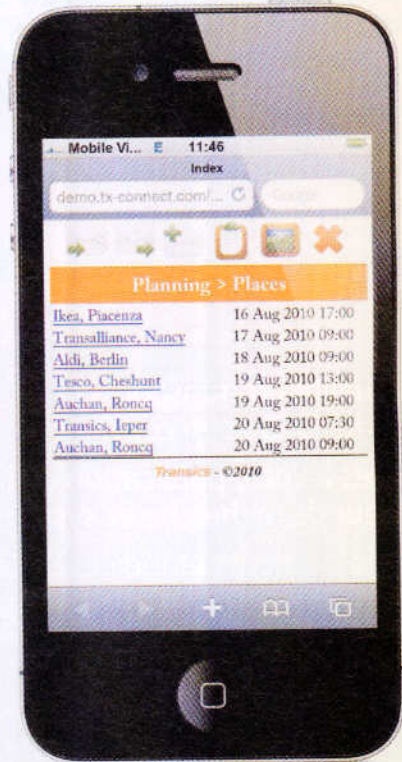 Mobile Vi... E 11:46
Index
demo.tx-connect.com/... Google
Planning > Places
Ikea, Piacenza 16 Aug 2010 17:00
Transalliance, Nancy 17 Aug 2010 09:00
Aldi, Berlin 18 Aug 2010 09:00
Tesco, Cheshunt 19 Aug 2010 13:00
Auchan, Roncq 19 Aug 2010 19:00
Transics, Ieper 20 Aug 2010 07:30
Auchan, Roncq 20 Aug 2010 09:00
Transics - ©2010